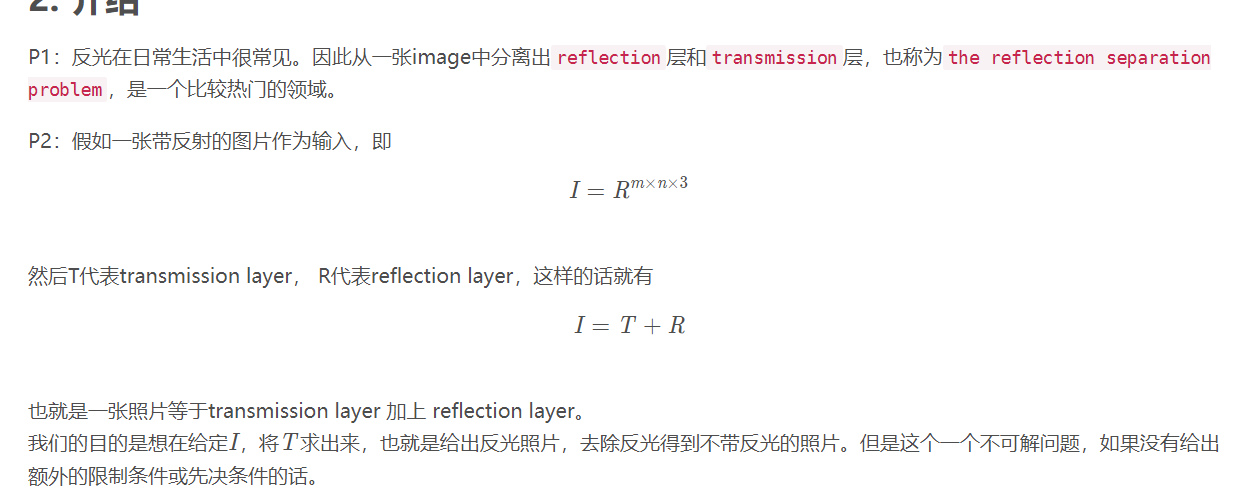 2. 介绍
P1：反光在日常生活中很常见。因此从一张image中分离出 reflection 层和 transmission 层，也称为 the reflection separation
problem，是一个比较热门的领域。
P2：假如一张带反射的图片作为输入，即
I = R^{m×n×3}
然后T代表transmission layer， R代表reflection layer，这样的话就有
I = T + R
也就是一张照片等于transmission layer 加上 reflection layer。
我们的目的是想在给定I，将T求出来，也就是给出反光照片，去除反光得到不带反光的照片。但是这个一个不可解问题，如果没有给出
额外的限制条件或先决条件的话。